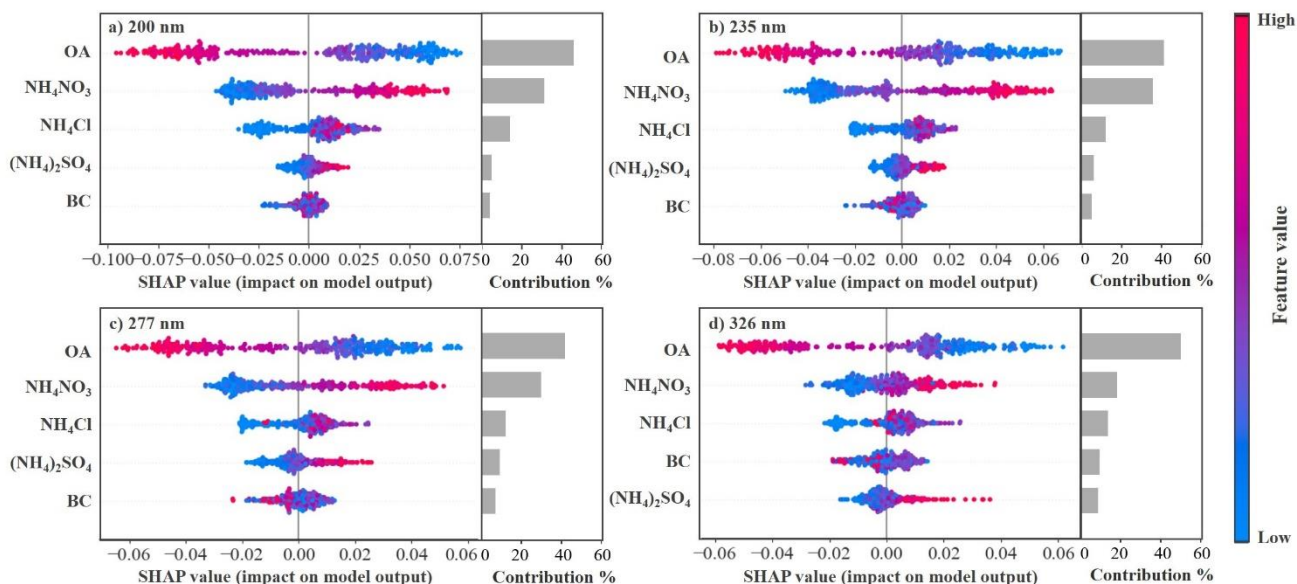 a) 200 nm
OA
NH₄NO₃
NH₄Cl
(NH₄)₂SO₄
BC
−0.100 −0.075 −0.050 −0.025 0.000 0.025 0.050 0.075
SHAP value (impact on model output)
0 20 40 60
Contribution %
b) 235 nm
OA
NH₄NO₃
NH₄Cl
(NH₄)₂SO₄
BC
−0.08 −0.06 −0.04 −0.02 0.00 0.02 0.04 0.06
SHAP value (impact on model output)
0 20 40 60
Contribution %
c) 277 nm
OA
NH₄NO₃
NH₄Cl
(NH₄)₂SO₄
BC
−0.06 −0.04 −0.02 0.00 0.02 0.04 0.06
SHAP value (impact on model output)
0 20 40 60
Contribution %
d) 326 nm
OA
NH₄NO₃
NH₄Cl
BC
(NH₄)₂SO₄
−0.06 −0.04 −0.02 0.00 0.02 0.04 0.06
SHAP value (impact on model output)
0 20 40 60
Contribution %
High
Feature value
Low